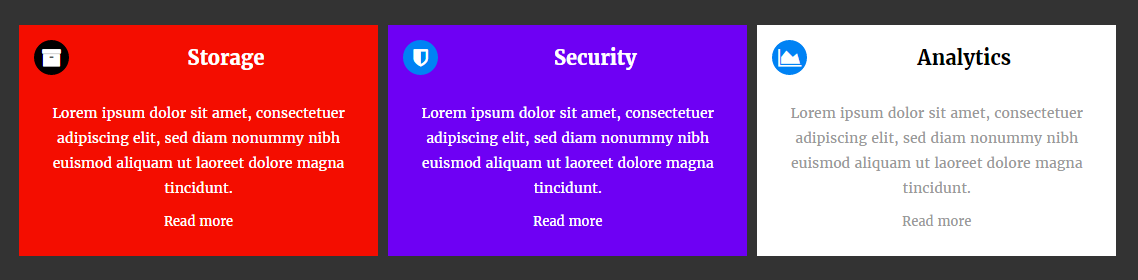 Storage
Lorem ipsum dolor sit amet, consectetuer
adipiscing elit, sed diam nonummy nibh
euismod aliquam ut laoreet dolore magna
tincidunt.
Read more
Security
Lorem ipsum dolor sit amet, consectetuer
adipiscing elit, sed diam nonummy nibh
euismod aliquam ut laoreet dolore magna
tincidunt.
Read more
Analytics
Lorem ipsum dolor sit amet, consectetuer
adipiscing elit, sed diam nonummy nibh
euismod aliquam ut laoreet dolore magna
tincidunt.
Read more